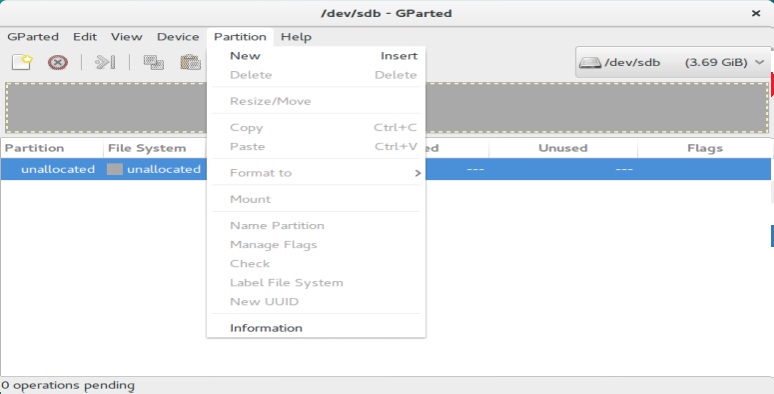 /dev/sdb - GParted ×
GParted Edit View Device Partition Help
New Insert
/dev/sdb (3.69 GiB)
Delete Delete
Resize/Move
Copy Ctrl+C
Partition File System ed Unused Flags
Paste Ctrl+V
unallocated unallocated --- ---
Format to >
Mount
Name Partition
Manage Flags
Check
Label File System
New UUID
Information
0 operations pending